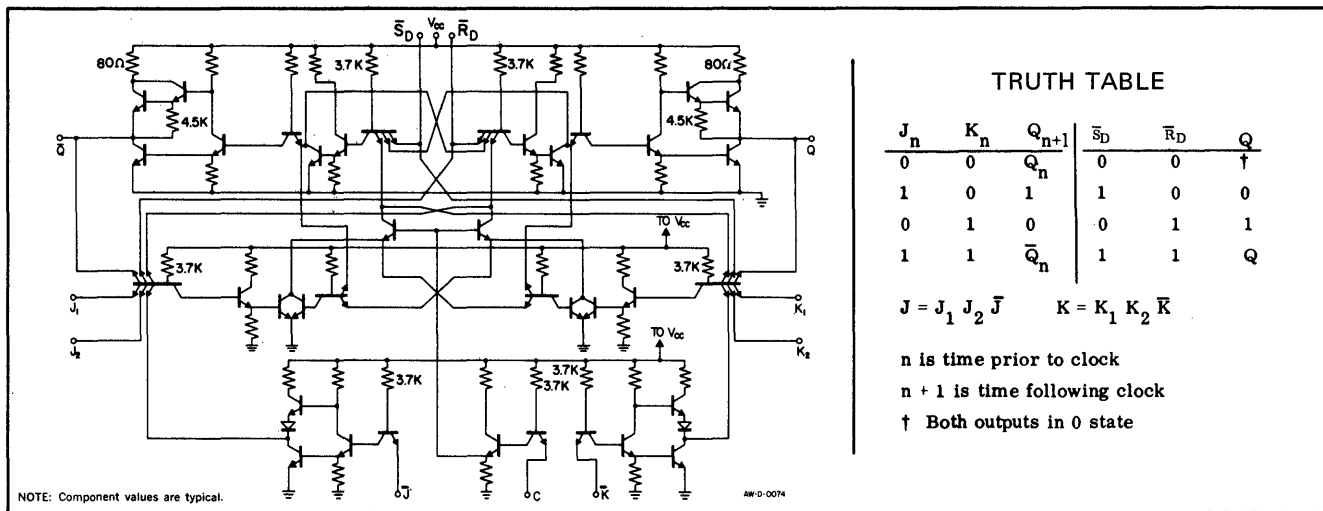 S̅D VCC R̅D
80Ω 3.7K 3.7K 80Ω
4.5K 4.5K
Q̅ Q
TO VCC
3.7K 3.7K
J1 K1
J2 K2
TO VCC
3.7K 3.7K 3.7K
J̅ C K̅
NOTE: Component values are typical.
AW-D-0074
TRUTH TABLE
Jn Kn Qn+1 S̅D R̅D Q
0 0 Qn 0 0 †
1 0 1 1 0 0
0 1 0 0 1 1
1 1 Q̅n 1 1 Q
J = J1 J2 J̅ K = K1 K2 K̅
n is time prior to clock
n + 1 is time following clock
† Both outputs in 0 state